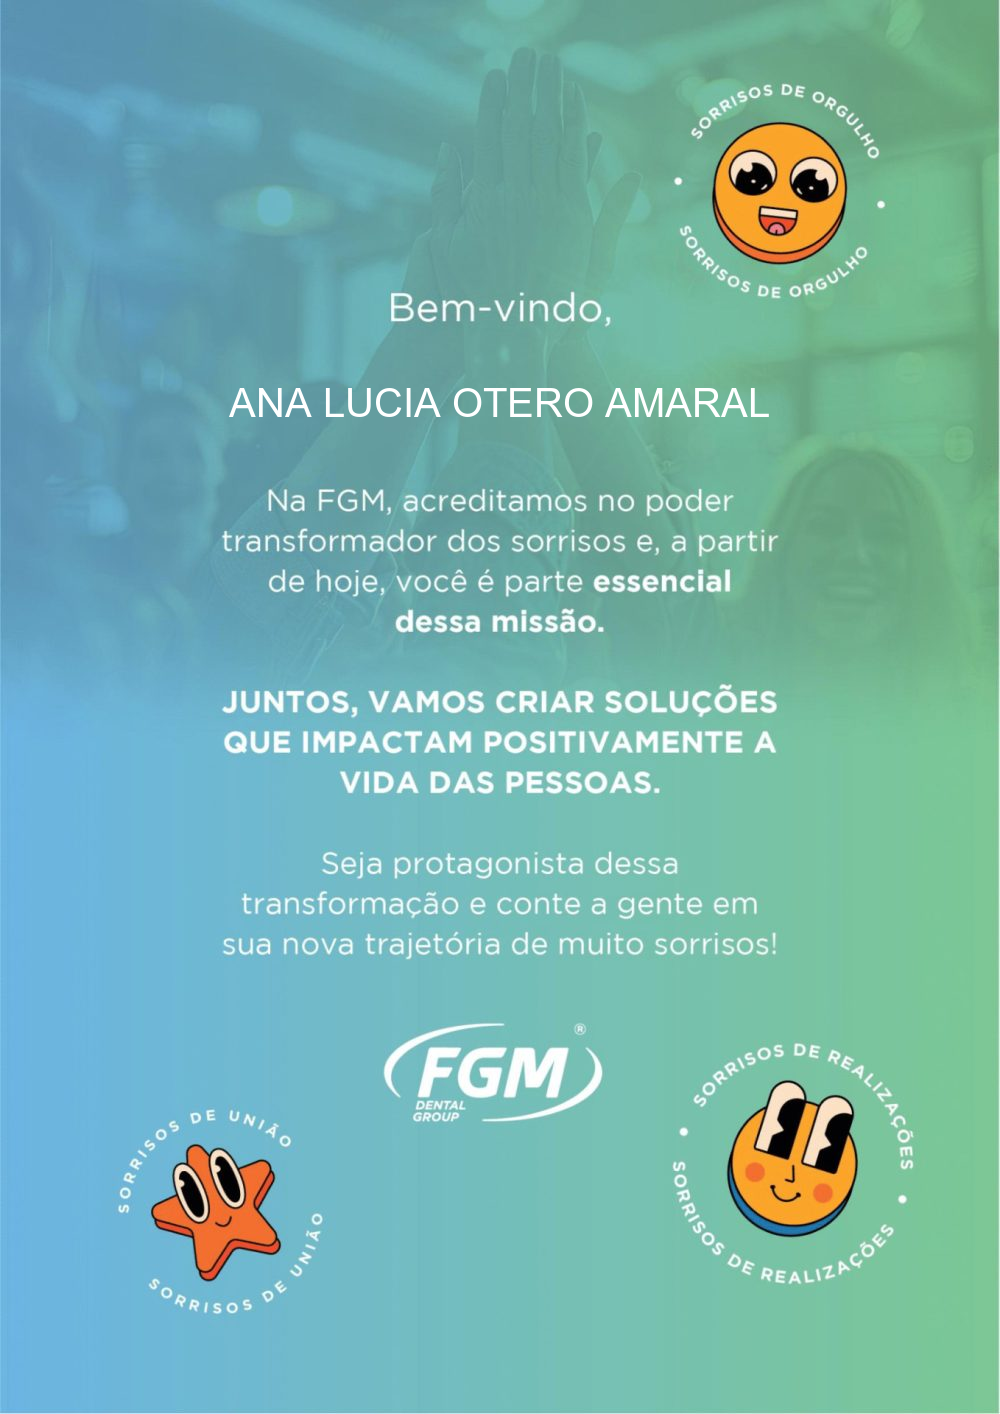 SORRISOS DE ORGULHO
SORRISOS DE ORGULHO
Bem-vindo,
ANA LUCIA OTERO AMARAL
Na FGM, acreditamos no poder
transformador dos sorrisos e, a partir
de hoje, você é parte essencial
dessa missão.
JUNTOS, VAMOS CRIAR SOLUÇÕES
QUE IMPACTAM POSITIVAMENTE A
VIDA DAS PESSOAS.
Seja protagonista dessa
transformação e conte a gente em
sua nova trajetória de muito sorrisos!
FGM®
DENTAL
GROUP
SORRISOS DE UNIÃO
SORRISOS DE UNIÃO
SORRISOS DE REALIZAÇÕES
SORRISOS DE REALIZAÇÕES